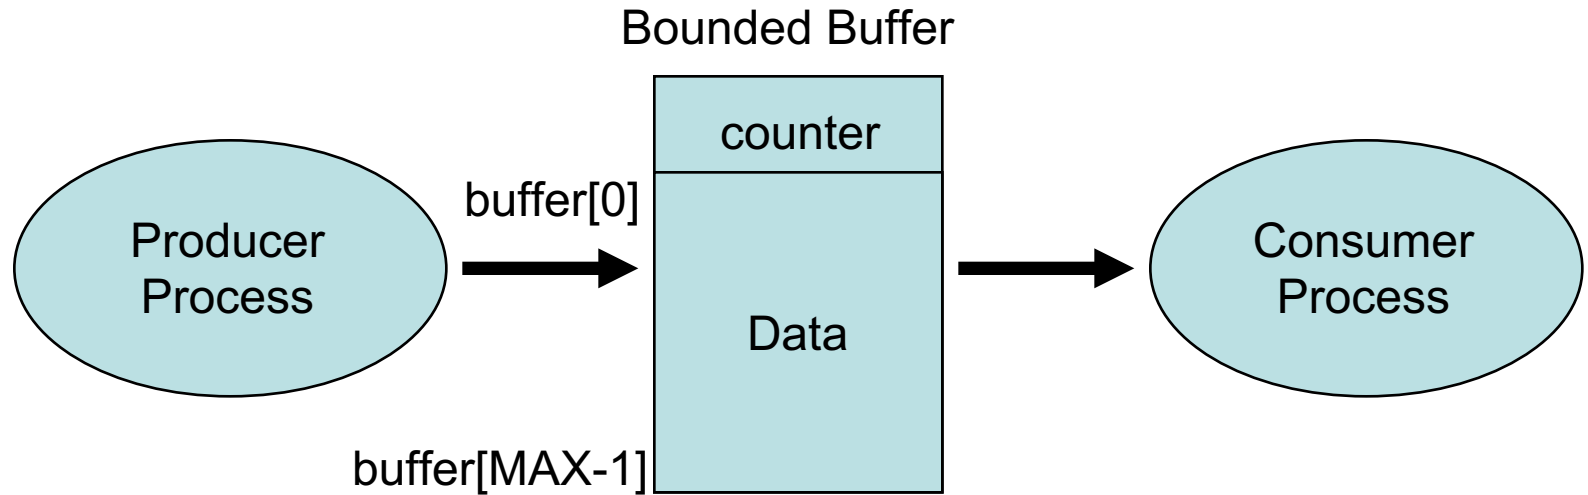 Bounded Buffer
counter
buffer[0]
Producer
Process
Data
Consumer
Process
buffer[MAX-1]